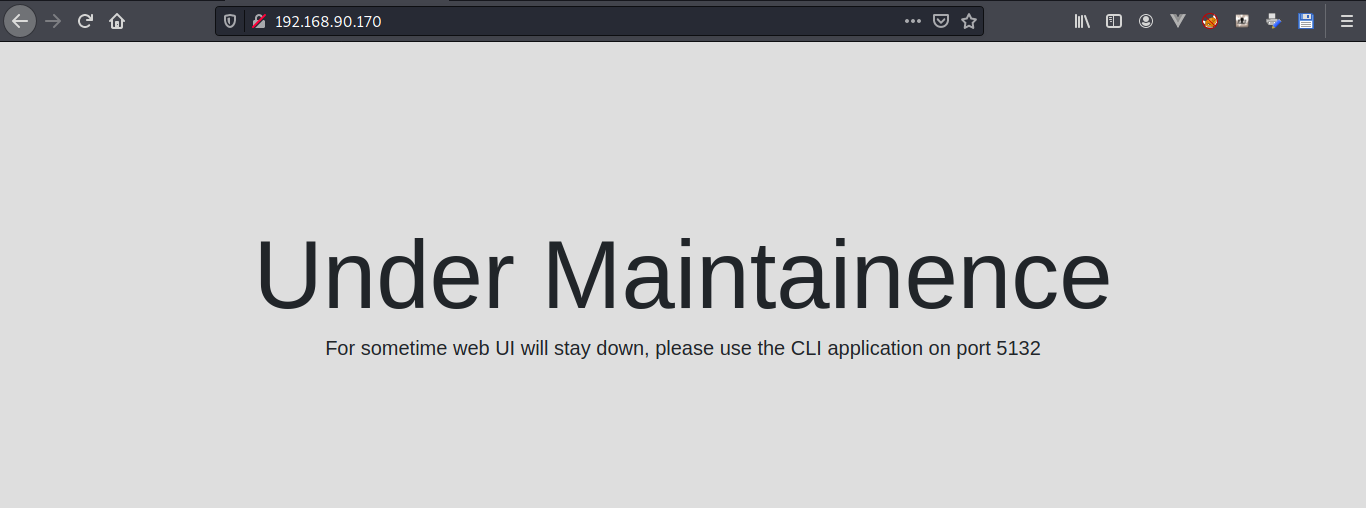 192.168.90.170
Under Maintainence
For sometime web UI will stay down, please use the CLI application on port 5132